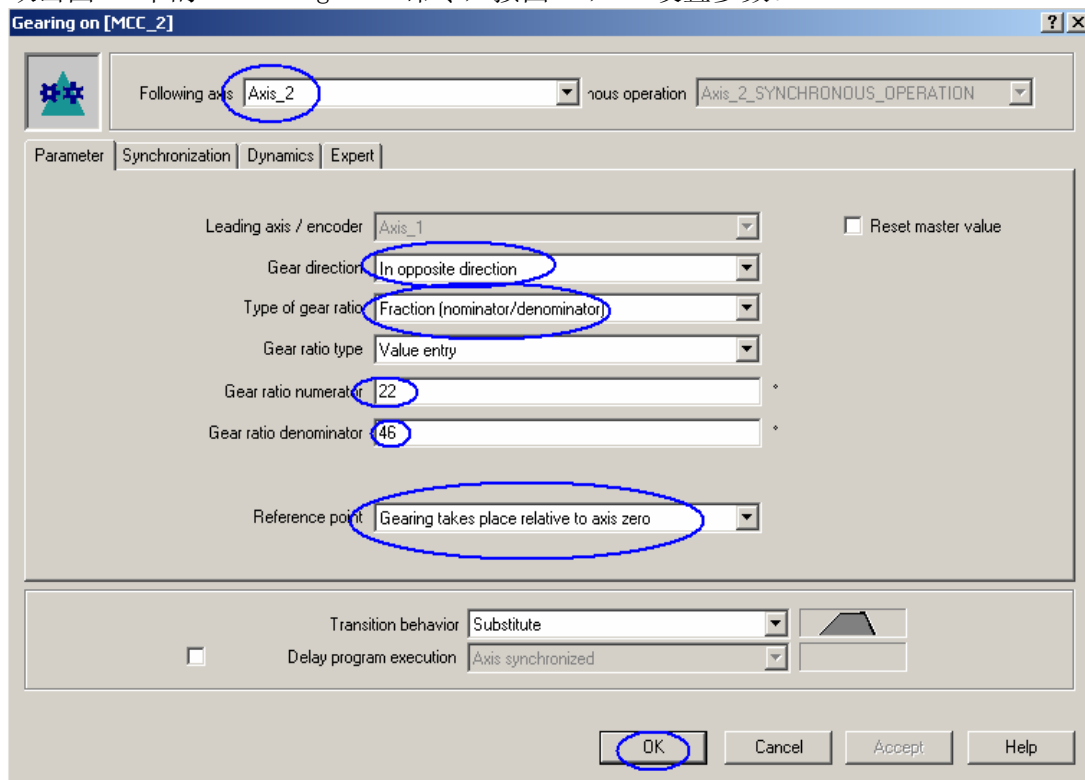 Gearing on [MCC_2]
Following axis Axis_2 nous operation Axis_2_SYNCHRONOUS_OPERATION
Parameter Synchronization Dynamics Expert
Leading axis / encoder Axis_1 Reset master value
Gear direction In opposite direction
Type of gear ratio Fraction (nominator/denominator)
Gear ratio type Value entry
Gear ratio numerator 22 °
Gear ratio denominator 46 °
Reference point Gearing takes place relative to axis zero
Transition behavior Substitute
Delay program execution Axis synchronized
OK Cancel Accept Help